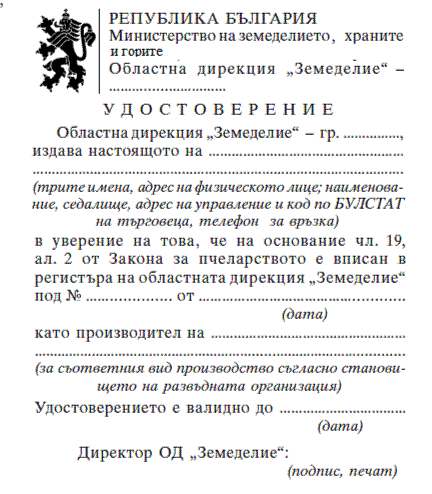 РЕПУБЛИКА БЪЛГАРИЯ
Министерство на земеделието, храните
и горите
Областна дирекция „Земеделие“ –
..............................
УДОСТОВЕРЕНИЕ
Областна дирекция „Земеделие“ – гр. ..............,
издава настоящото на ................................................
............................................................................................
(трите имена, адрес на физическото лице; наименова-
ние, седалище, адрес на управление и код по БУЛСТАТ
на търговеца, телефон за връзка)
в уверение на това, че на основание чл. 19,
ал. 2 от Закона за пчеларството е вписан в
регистъра на областната дирекция „Земеделие“
под № ..................... от ....................................................
(дата)
като производител на ................................................
............................................................................................
(за съответния вид производство съгласно станови-
щето на развъдната организация)
Удостоверението е валидно до ...............................
(дата)
Директор ОД „Земеделие“:
(подпис, печат)